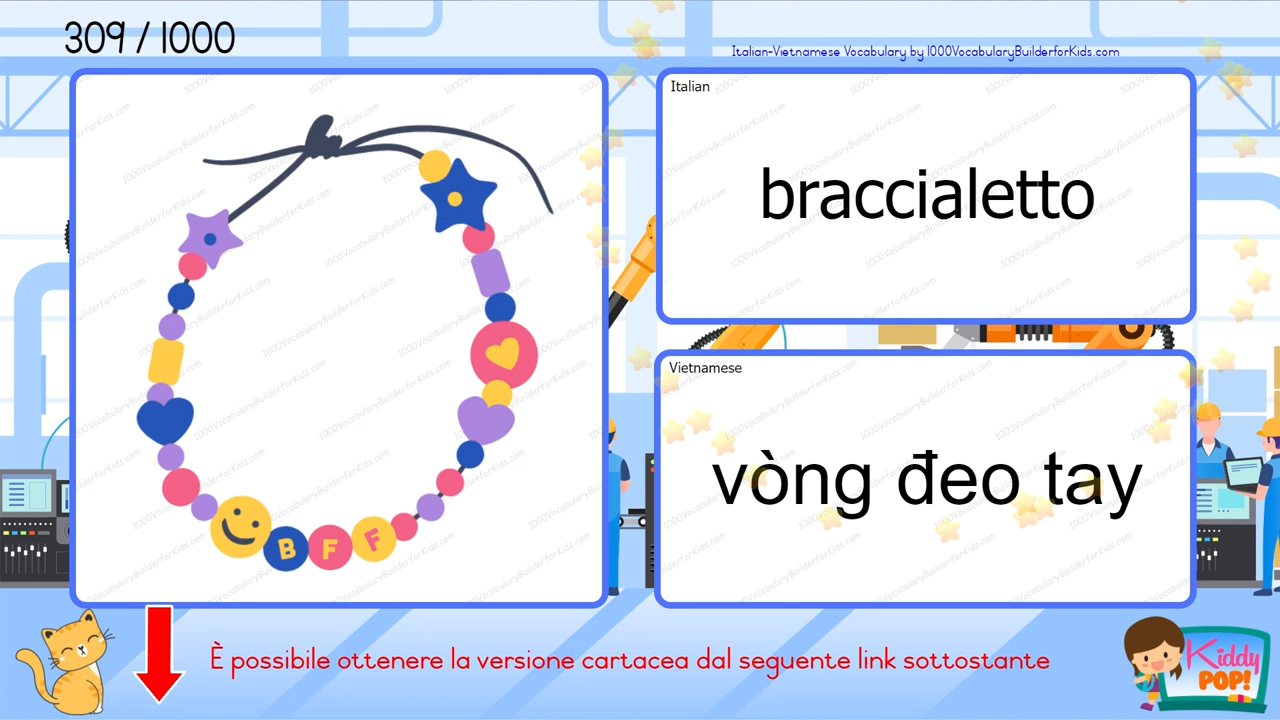 309 / 1000
Italian-Vietnamese Vocabulary by 1000VocabularyBuilderforKids.com
Italian
braccialetto
Vietnamese
vòng đeo tay
B F F
È possibile ottenere la versione cartacea dal seguente link sottostante
Kiddy
POP!